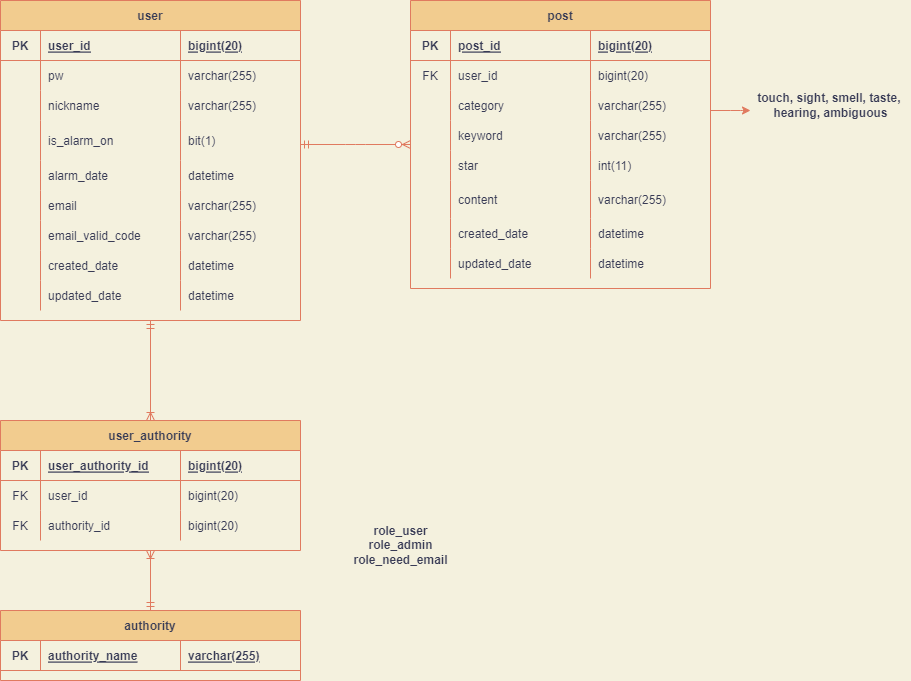 user
PK user_id bigint(20)
pw varchar(255)
nickname varchar(255)
is_alarm_on bit(1)
alarm_date datetime
email varchar(255)
email_valid_code varchar(255)
created_date datetime
updated_date datetime
post
PK post_id bigint(20)
FK user_id bigint(20)
category varchar(255)
keyword varchar(255)
star int(11)
content varchar(255)
created_date datetime
updated_date datetime
touch, sight, smell, taste,
hearing, ambiguous
user_authority
PK user_authority_id bigint(20)
FK user_id bigint(20)
FK authority_id bigint(20)
role_user
role_admin
role_need_email
authority
PK authority_name varchar(255)